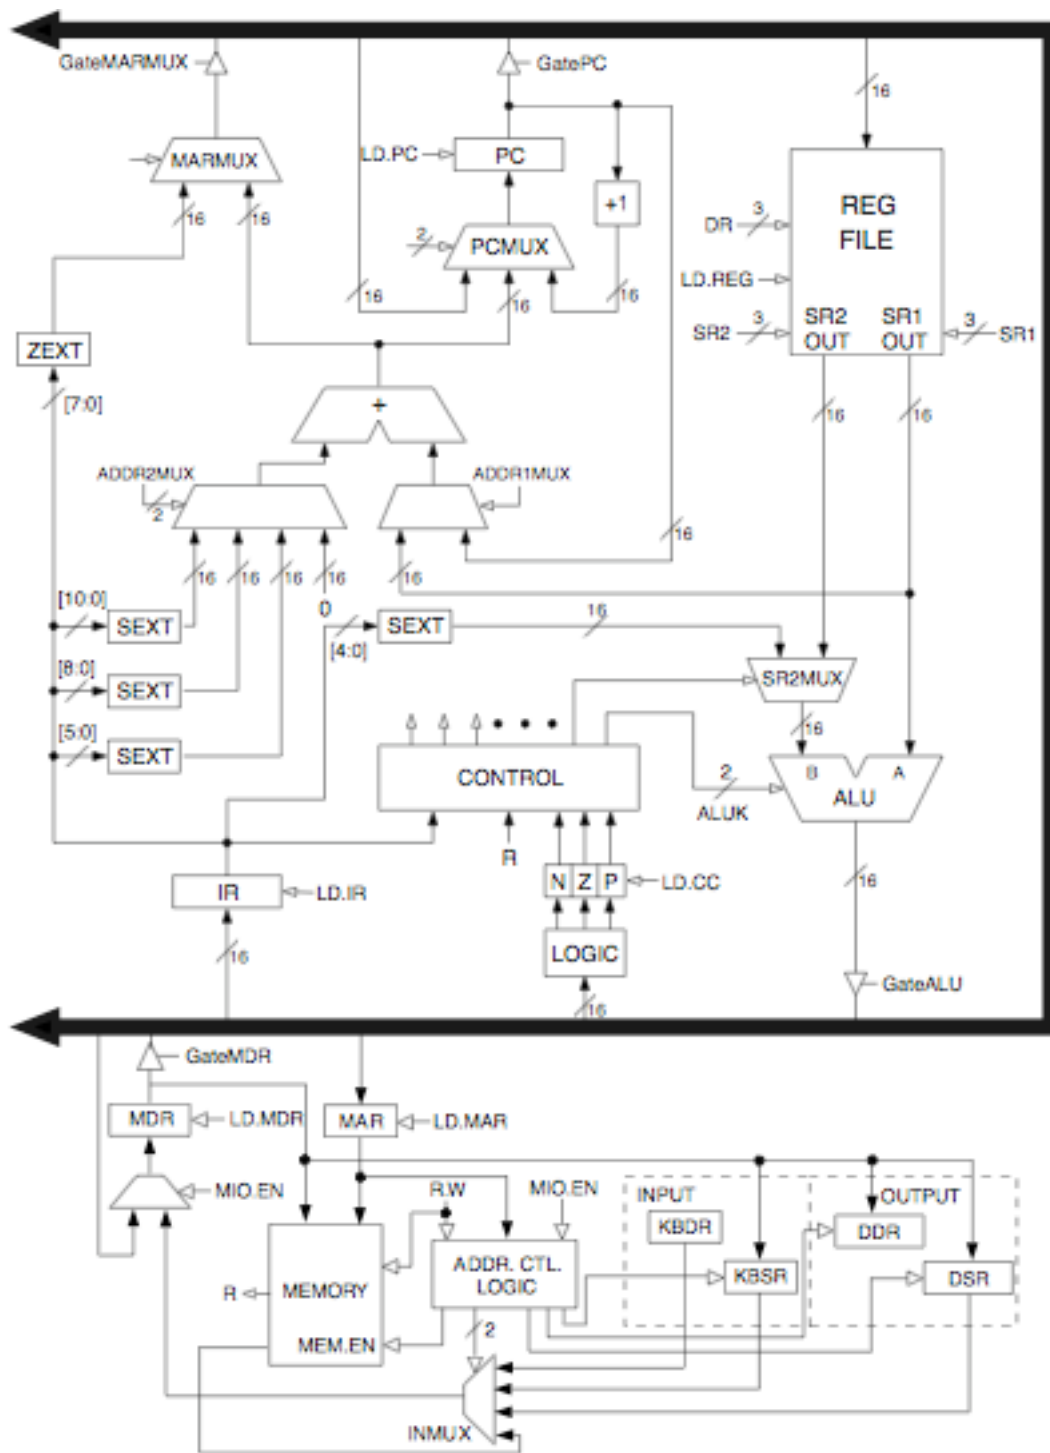 GateMARMUX
GatePC
16
MARMUX
LD.PC
PC
+1
REG
FILE
DR
3
LD.REG
16
16
2
PCMUX
16
16
16
SR2
3
SR2
OUT
SR1
OUT
3
SR1
ZEXT
[7:0]
+
16
16
ADDR2MUX
2
ADDR1MUX
16
16
16
16
16
16
[10:0]
SEXT
0
[4:0]
SEXT
16
[8:0]
SEXT
SR2MUX
16
[5:0]
SEXT
CONTROL
2
ALUK
B
A
ALU
R
IR
LD.IR
N Z P
LD.CC
16
16
LOGIC
16
GateALU
GateMDR
MDR
LD.MDR
MAR
LD.MAR
MIO.EN
R.W
MIO.EN
INPUT
OUTPUT
KBDR
DDR
MEMORY
R
ADDR. CTL.
LOGIC
KBSR
DSR
MEM.EN
2
INMUX